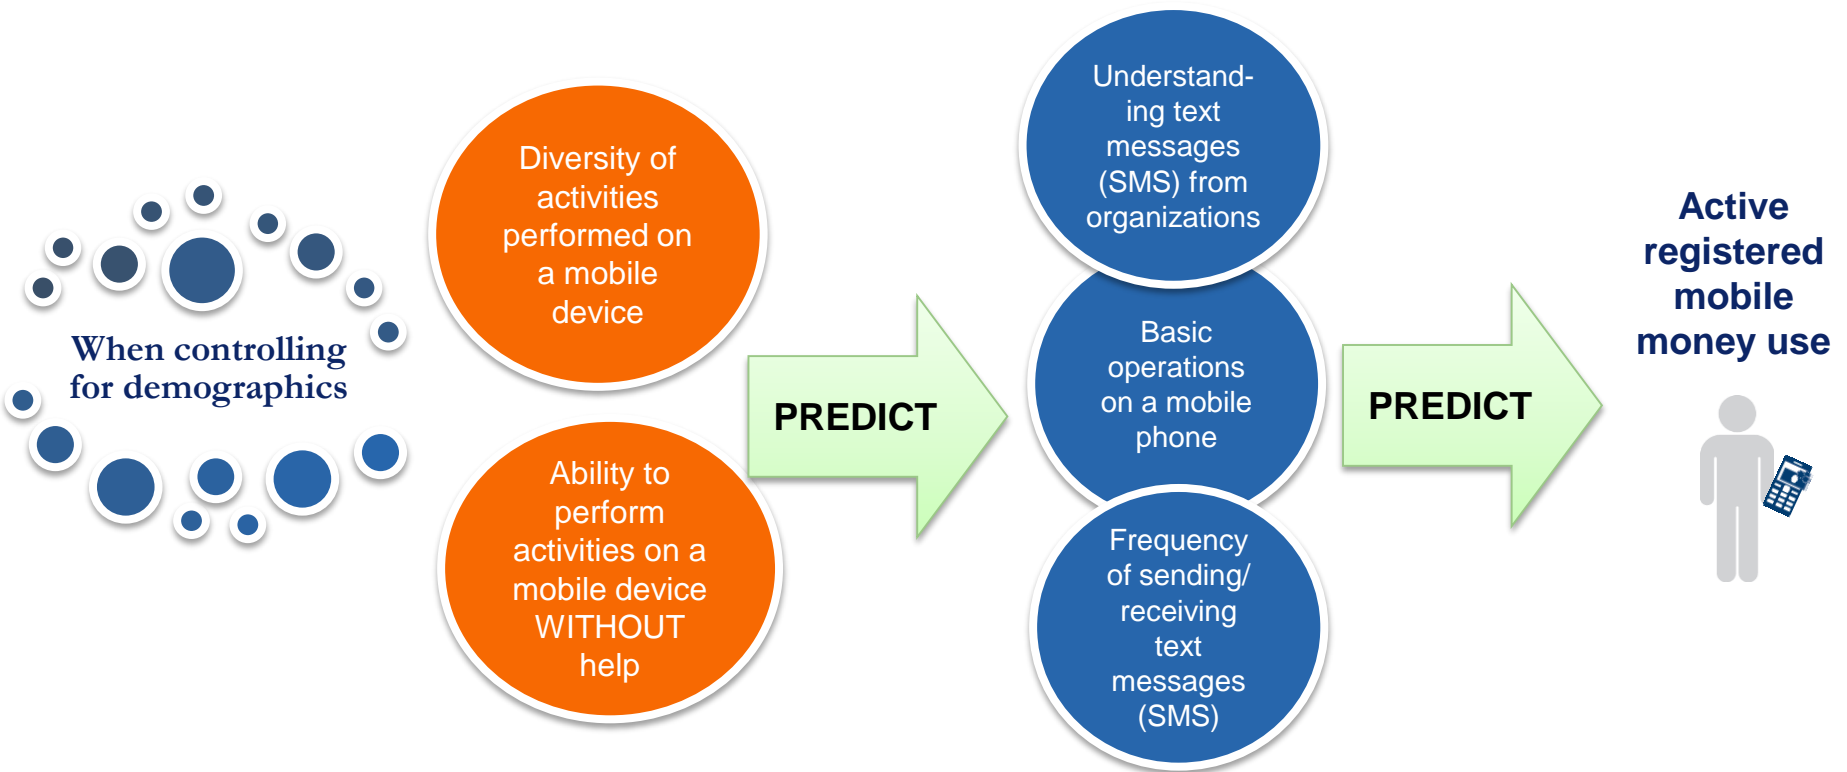 When controlling
for demographics
Diversity of
activities
performed on
a mobile
device
Ability to
perform
activities on a
mobile device
WITHOUT
help
PREDICT
Understand-
ing text
messages
(SMS) from
organizations
Basic
operations
on a mobile
phone
Frequency
of sending/
receiving
text
messages
(SMS)
PREDICT
Active
registered
mobile
money use